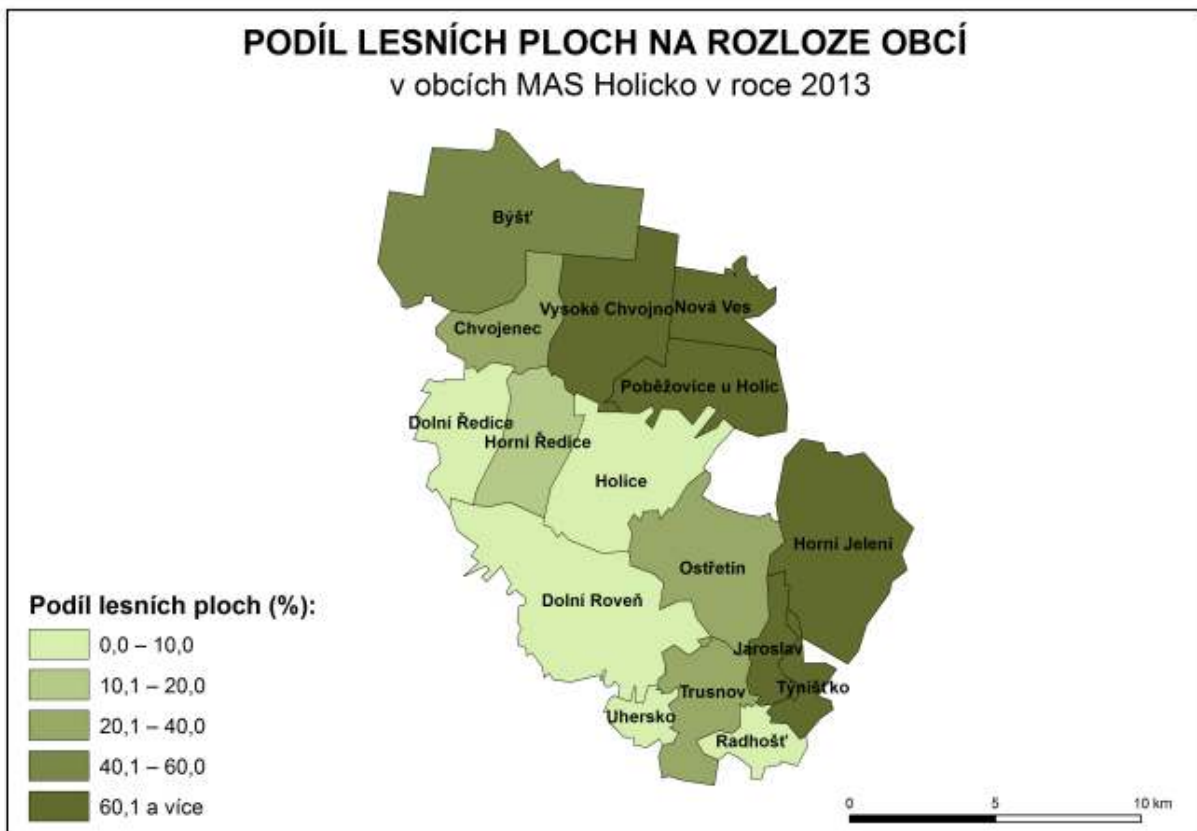 PODÍL LESNÍCH PLOCH NA ROZLOZE OBCÍ
v obcích MAS Holicko v roce 2013
Býšť
Vysoké Chvojno
Nová Ves
Chvojenec
Poběžovice u Holic
Dolní Ředice
Horní Ředice
Holice
Horní Jelení
Ostřetín
Dolní Roveň
Jaroslav
Týnišťko
Trusnov
Uhersko
Radhošť
Podíl lesních ploch (%):
0,0 – 10,0
10,1 – 20,0
20,1 – 40,0
40,1 – 60,0
60,1 a více
0 5 10 km